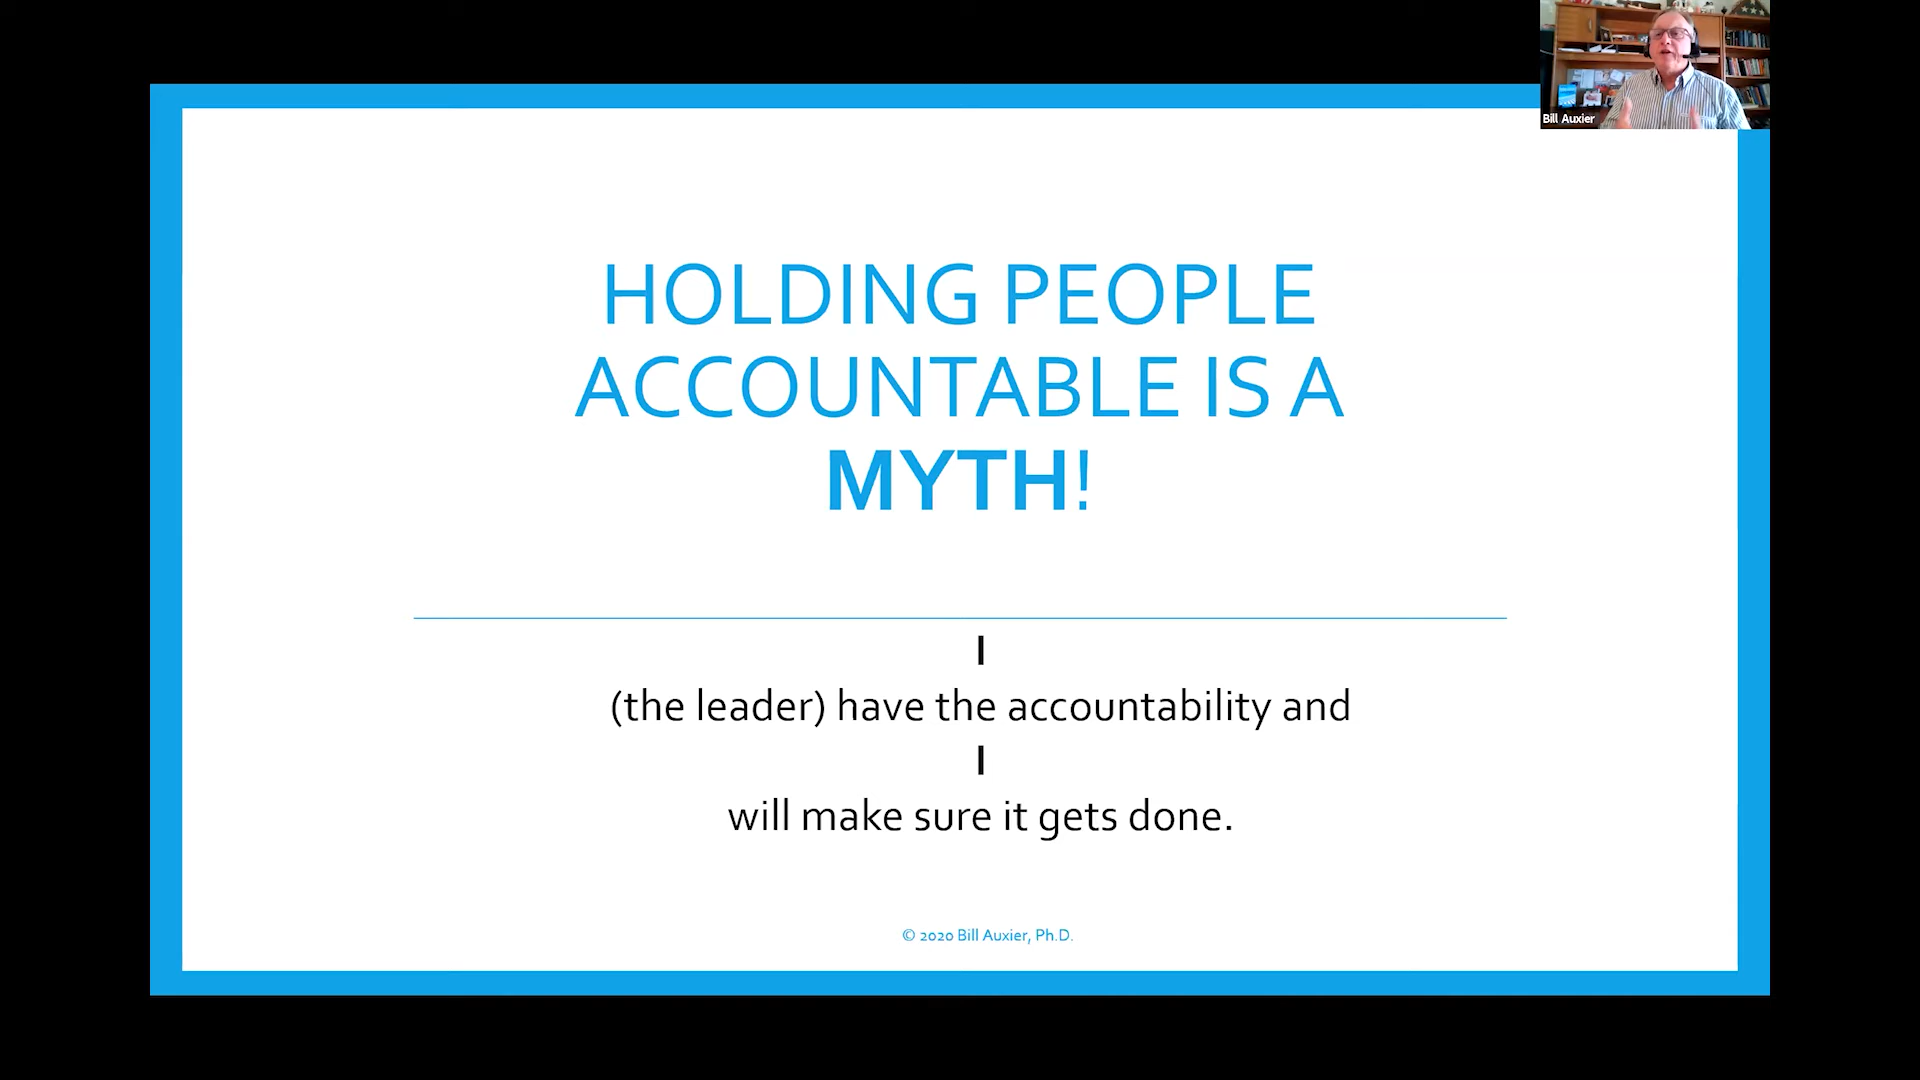 Bill Auxier
HOLDING PEOPLE
ACCOUNTABLE IS A
MYTH!
I
(the leader) have the accountability and
I
will make sure it gets done.
© 2020 Bill Auxier, Ph.D.